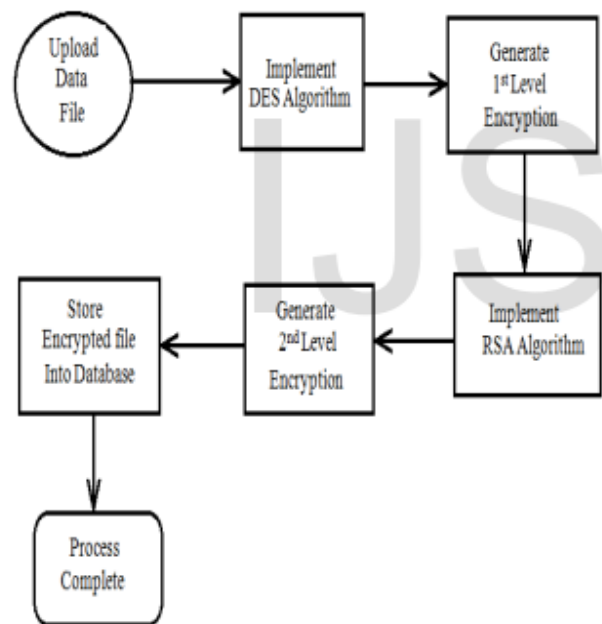 Upload
Data
File
Implement
DES Algorithm
Generate
1st Level
Encryption
Implement
RSA Algorithm
Generate
2nd Level
Encryption
Store
Encrypted file
Into Database
Process
Complete
IJS